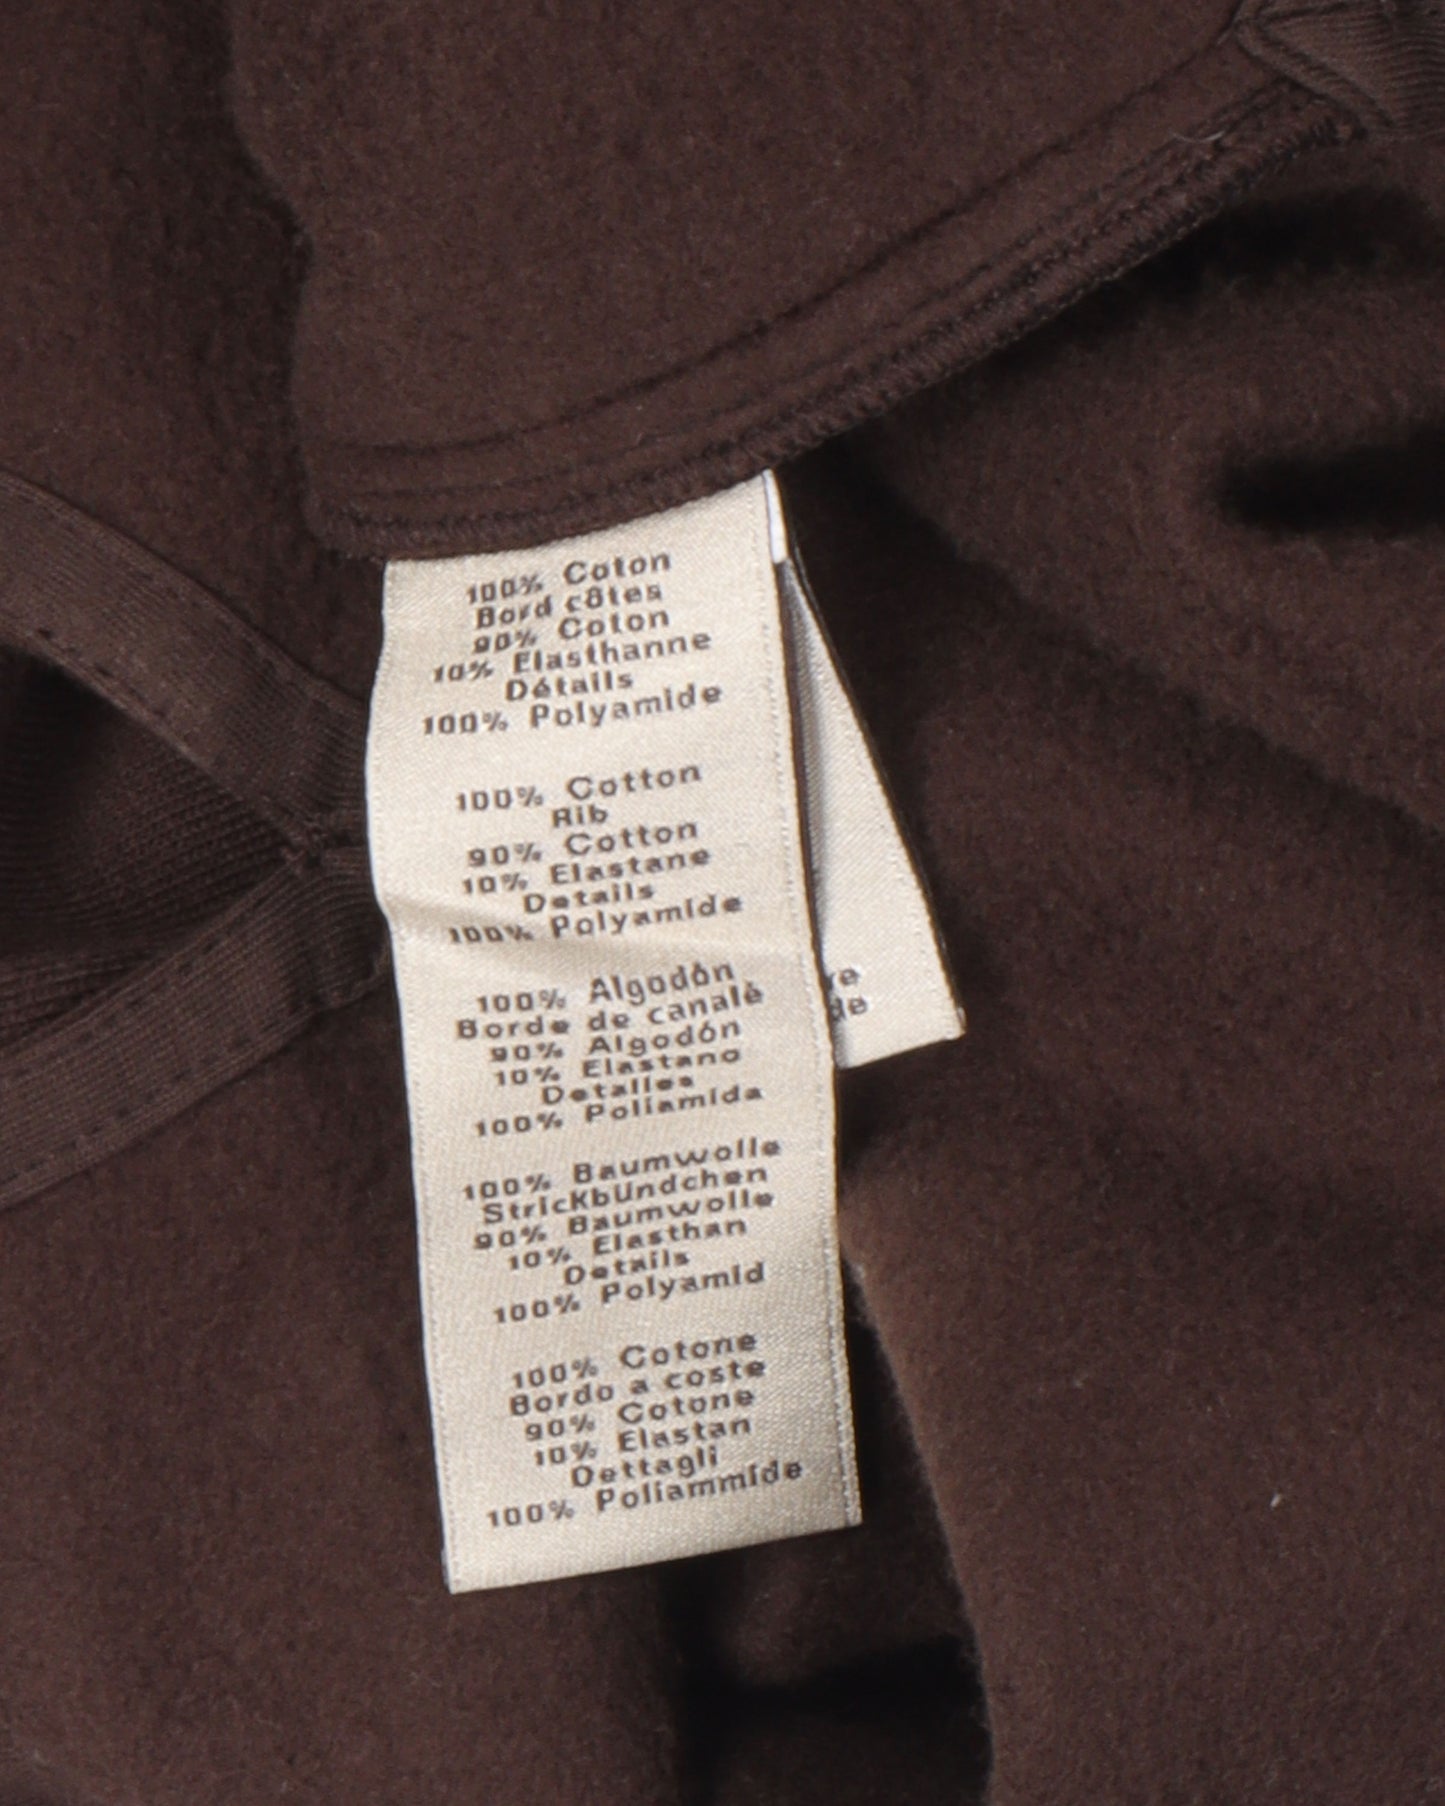 100% Coton
Bord côtes
90% Coton
10% Elasthanne
Détails
100% Polyamide
100% Cotton
Rib
90% Cotton
10% Elastane
Details
100% Polyamide
100% Algodón
Borde de canalé
90% Algodón
10% Elastano
Detalles
100% Poliamida
100% Baumwolle
Strickbündchen
90% Baumwolle
10% Elasthan
Details
100% Polyamid
100% Cotone
Bordo a coste
90% Cotone
10% Elastan
Dettagli
100% Poliammide